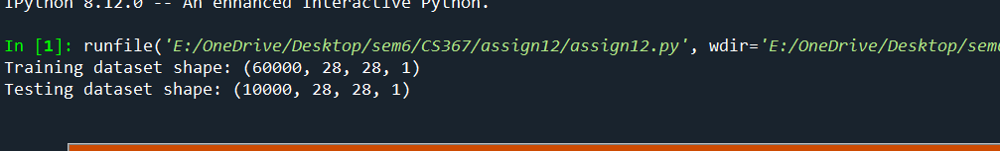 IPython 8.12.0 -- An enhanced Interactive Python.
In [1]: runfile('E:/OneDrive/Desktop/sem6/CS367/assign12/assign12.py', wdir='E:/OneDrive/Desktop/sem
Training dataset shape: (60000, 28, 28, 1)
Testing dataset shape: (10000, 28, 28, 1)